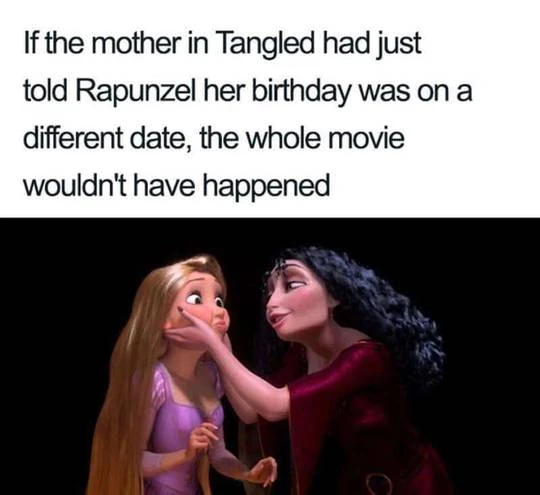 If the mother in Tangled had just
told Rapunzel her birthday was on a
different date, the whole movie
wouldn't have happened